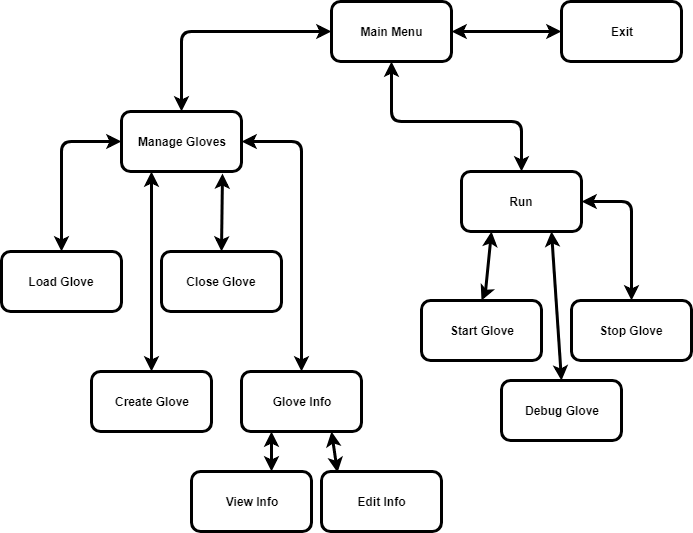 Main Menu
Exit
Manage Gloves
Run
Load Glove
Close Glove
Start Glove
Stop Glove
Create Glove
Glove Info
Debug Glove
View Info
Edit Info